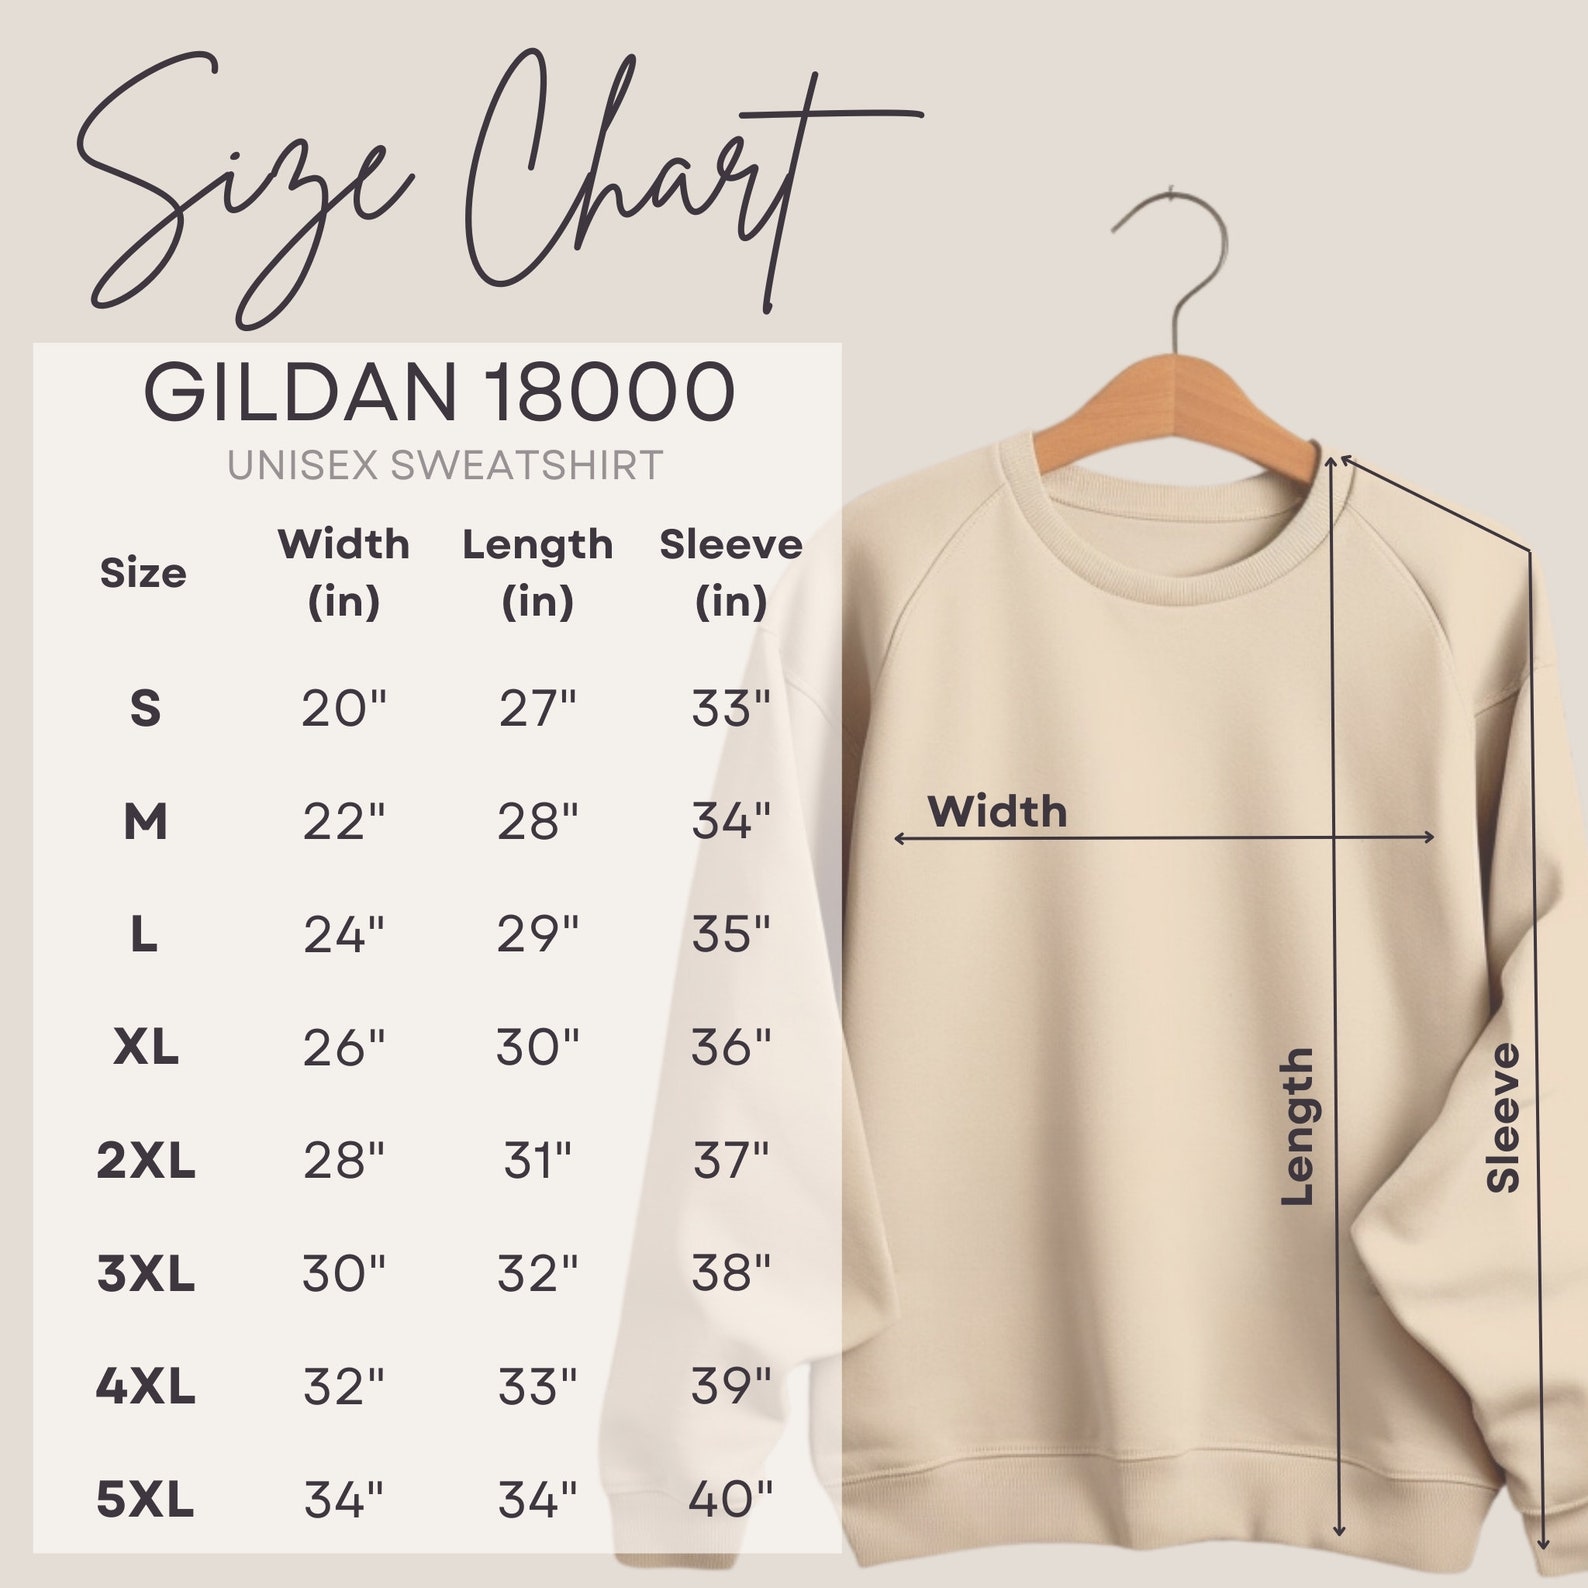 Size Chart
GILDAN 18000
UNISEX SWEATSHIRT
Size Width (in) Length (in) Sleeve (in)
S 20" 27" 33"
M 22" 28" 34"
L 24" 29" 35"
XL 26" 30" 36"
2XL 28" 31" 37"
3XL 30" 32" 38"
4XL 32" 33" 39"
5XL 34" 34" 40"
Width
Length
Sleeve